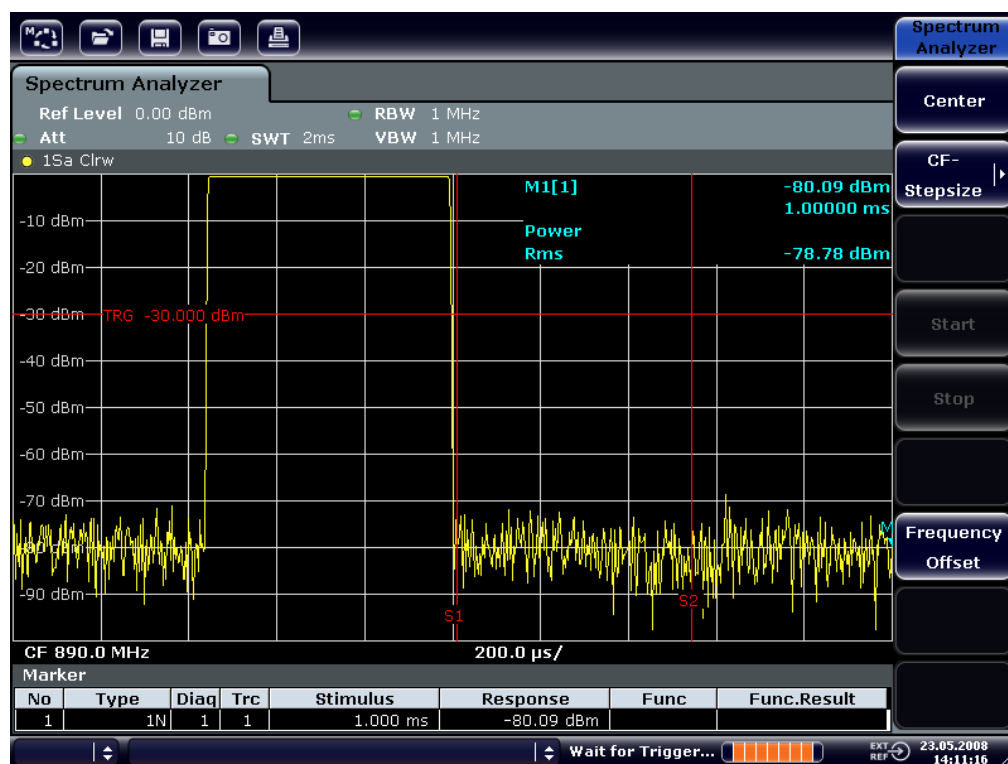 Spectrum Analyzer
Spectrum Analyzer
Ref Level 0.00 dBm RBW 1 MHz
Att 10 dB SWT 2ms VBW 1 MHz
1Sa Clrw
M1[1] -80.09 dBm
1.00000 ms
Power
Rms -78.78 dBm
-10 dBm
-20 dBm
-30 dBm TRG -30.000 dBm
-40 dBm
-50 dBm
-60 dBm
-70 dBm
-90 dBm
S1
S2
CF 890.0 MHz 200.0 µs/
Marker
No Type Diag Trc Stimulus Response Func Func.Result
1 1N 1 1 1.000 ms -80.09 dBm
Wait for Trigger... EXT REF 23.05.2008
14:11:16
M
Center
CF-
Stepsize
Start
Stop
Frequency
Offset